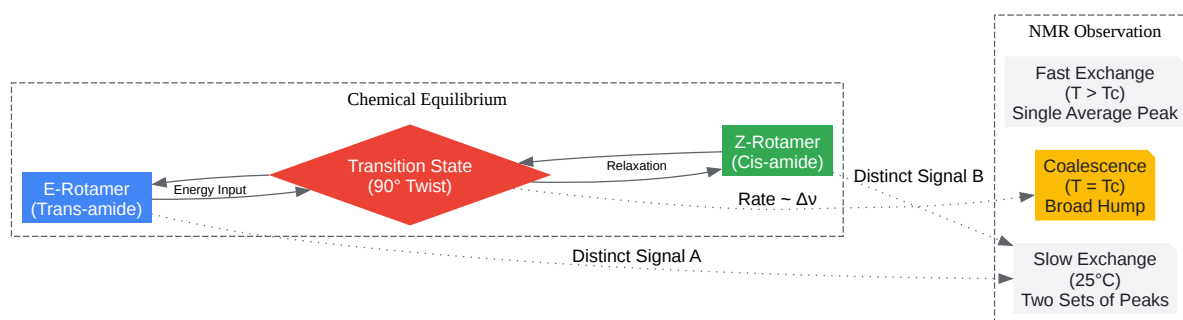 NMR Observation
Fast Exchange
(T > Tc)
Single Average Peak
Chemical Equilibrium
Transition State
(90° Twist)
Z-Rotamer
(Cis-amide)
Relaxation
E-Rotamer
(Trans-amide)
Energy Input
Distinct Signal B
Coalescence
(T = Tc)
Broad Hump
Rate ~ Δν
Distinct Signal A
Slow Exchange
(25°C)
Two Sets of Peaks